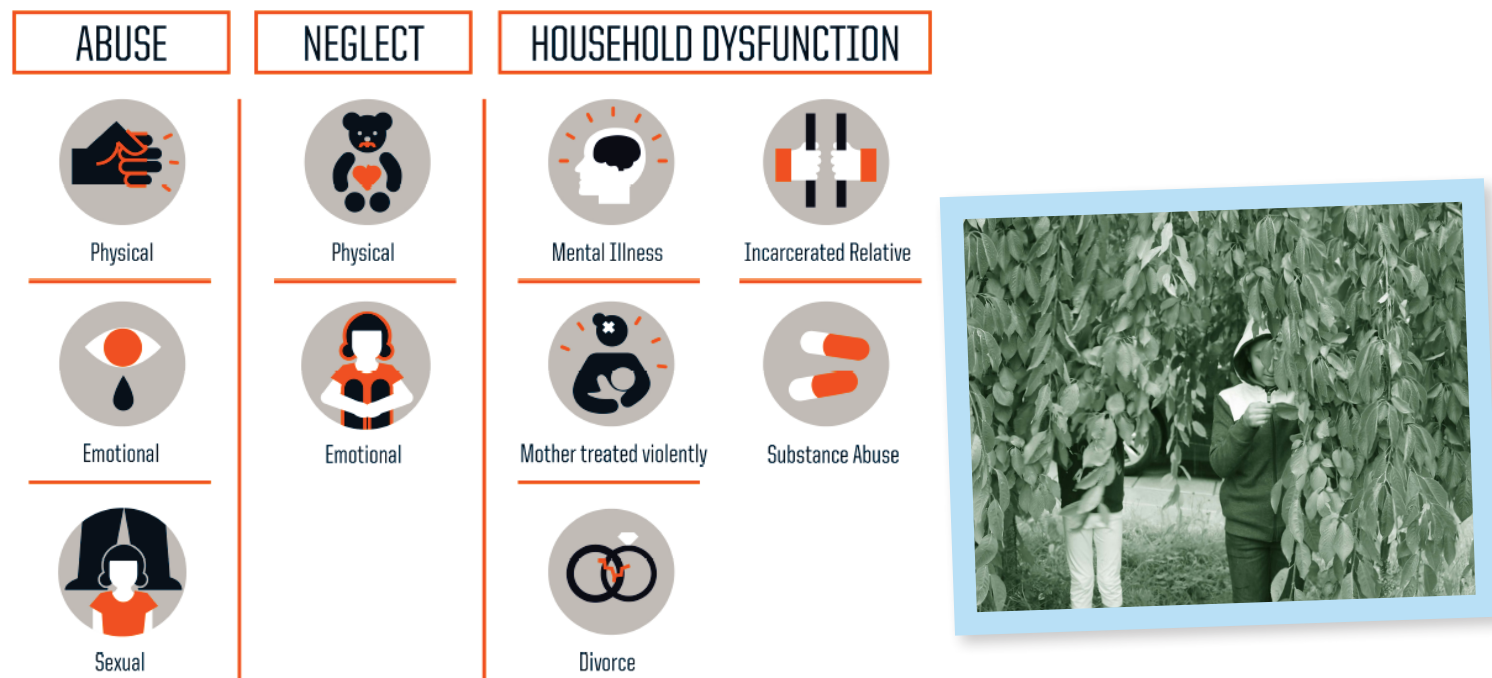 ABUSE
Physical
Emotional
Sexual
NEGLECT
Physical
Emotional
HOUSEHOLD DYSFUNCTION
Mental Illness
Incarcerated Relative
Mother treated violently
Substance Abuse
Divorce